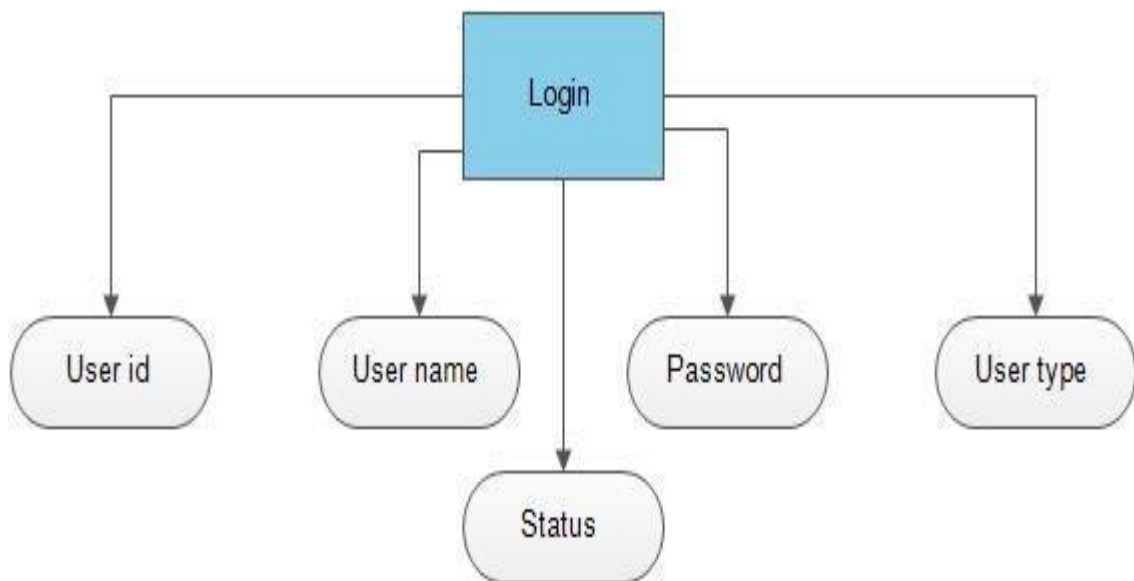 Login
User id
User name
Password
User type
Status